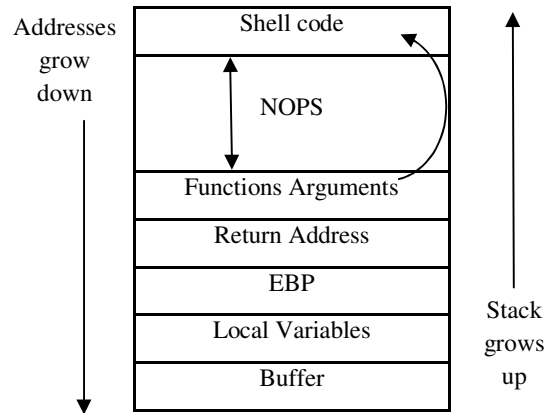 Addresses
grow
down
Shell code
NOPS
Functions Arguments
Return Address
EBP
Local Variables
Buffer
Stack
grows
up